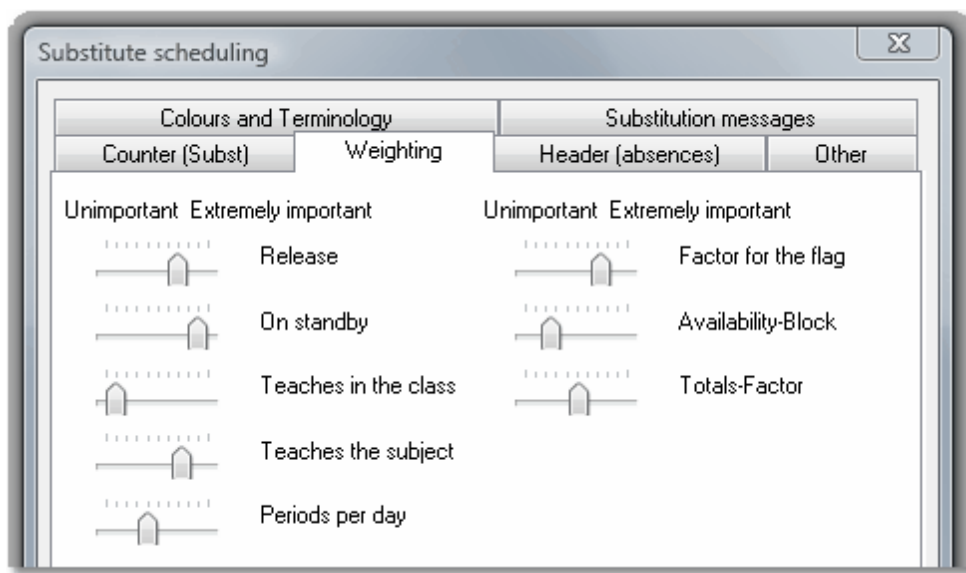 Substitute scheduling
Colours and Terminology
Substitution messages
Counter (Subst)
Weighting
Header (absences)
Other
Unimportant Extremely important
Release
On standby
Teaches in the class
Teaches the subject
Periods per day
Unimportant Extremely important
Factor for the flag
Availability-Block
Totals-Factor